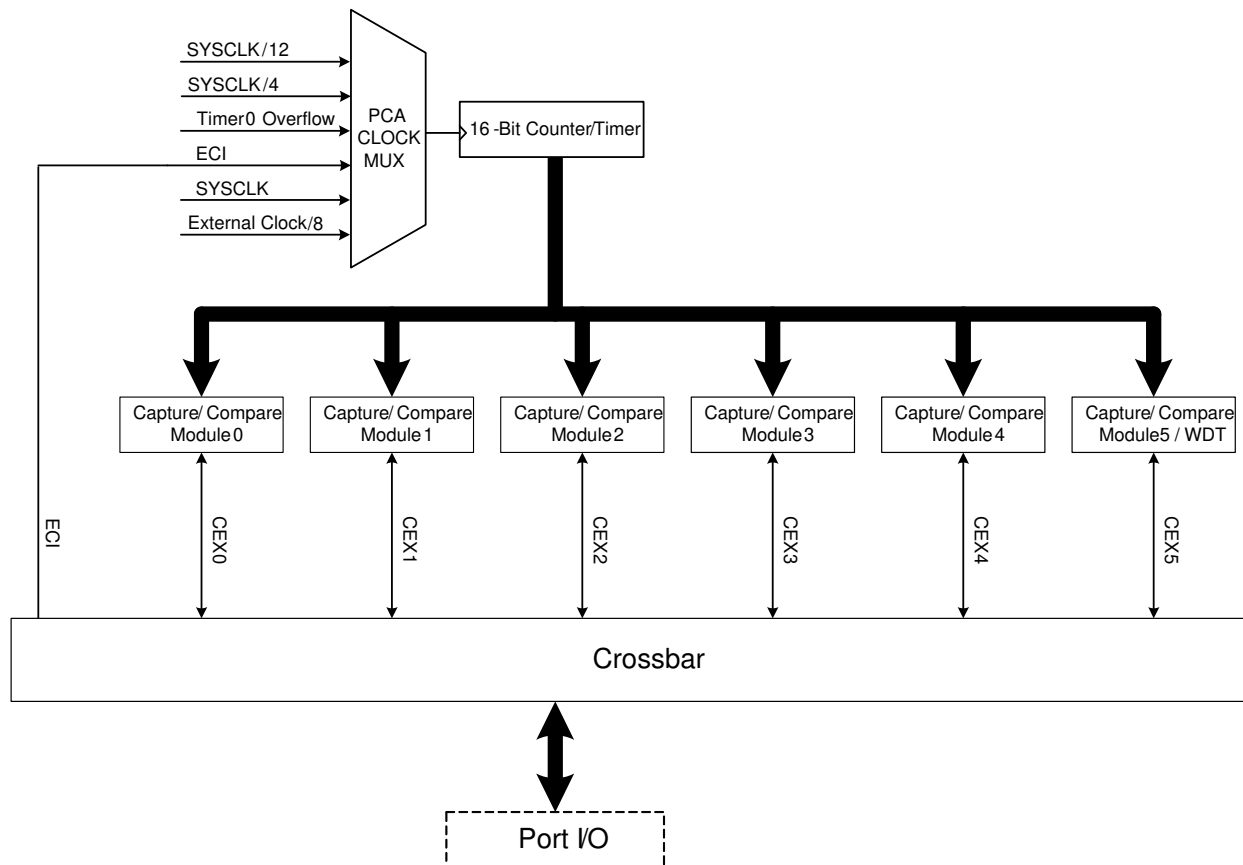 SYSCLK/12
SYSCLK/4
Timer0 Overflow
ECI
SYSCLK
External Clock/8
PCA
CLOCK
MUX
16-Bit Counter/Timer
Capture/Compare
Module0
Capture/Compare
Module1
Capture/Compare
Module2
Capture/Compare
Module3
Capture/Compare
Module4
Capture/Compare
Module5 / WDT
ECI
CEX0
CEX1
CEX2
CEX3
CEX4
CEX5
Crossbar
Port I/O